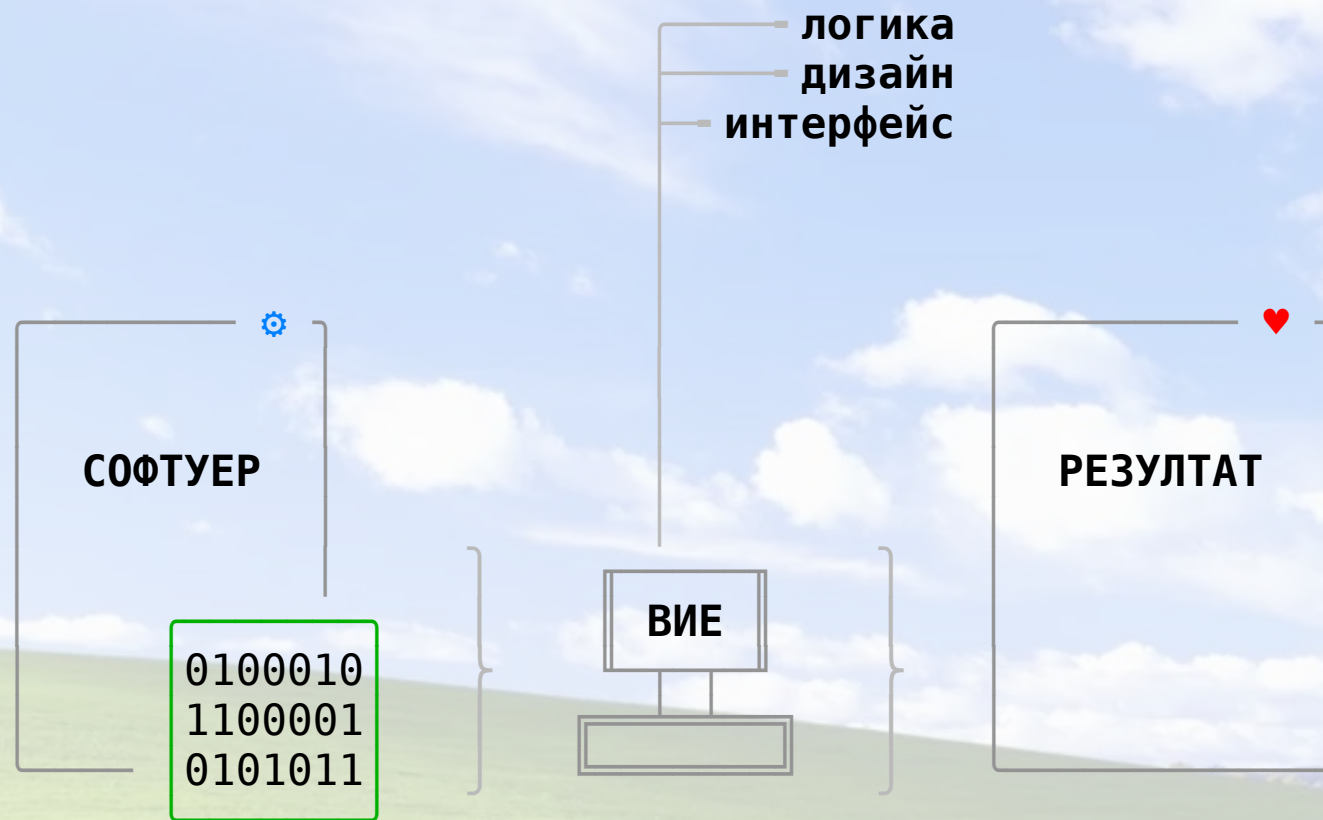 логика
дизайн
интерфейс
СОФТУЕР
РЕЗУЛТАТ
ВИЕ
0100010
1100001
0101011